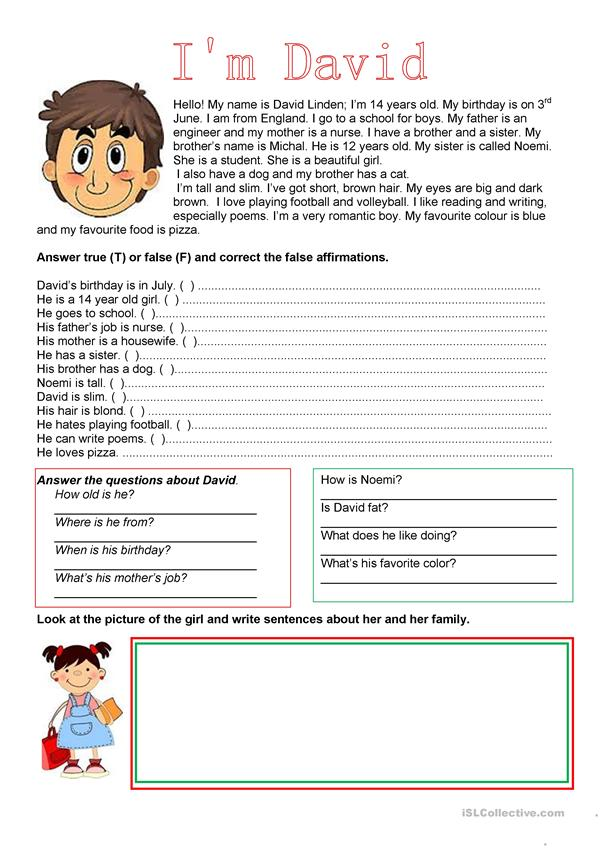 I'm David
Hello! My name is David Linden; I'm 14 years old. My birthday is on 3rd
June. I am from England. I go to a school for boys. My father is an
engineer and my mother is a nurse. I have a brother and a sister. My
brother's name is Michal. He is 12 years old. My sister is called Noemi.
She is a student. She is a beautiful girl.
I also have a dog and my brother has a cat.
I'm tall and slim. I've got short, brown hair. My eyes are big and dark
brown. I love playing football and volleyball. I like reading and writing,
especially poems. I'm a very romantic boy. My favourite colour is blue
and my favourite food is pizza.
Answer true (T) or false (F) and correct the false affirmations.
David's birthday is in July. ( ) ........................................................................................................
He is a 14 year old girl. ( ) ..............................................................................................................
He goes to school. ( )......................................................................................................................
His father's job is nurse. ( )..............................................................................................................
His mother is a housewife. ( )..........................................................................................................
He has a sister. ( )...........................................................................................................................
His brother has a dog. ( )................................................................................................................
Noemi is tall. ( )...............................................................................................................................
David is slim. ( )..............................................................................................................................
His hair is blond. ( ) .........................................................................................................................
He hates playing football. ( )............................................................................................................
He can write poems. ( )....................................................................................................................
He loves pizza. .................................................................................................................................
Answer the questions about David.
How old is he?
Where is he from?
When is his birthday?
What's his mother's job?
How is Noemi?
Is David fat?
What does he like doing?
What's his favorite color?
Look at the picture of the girl and write sentences about her and her family.
iSLCollective.com